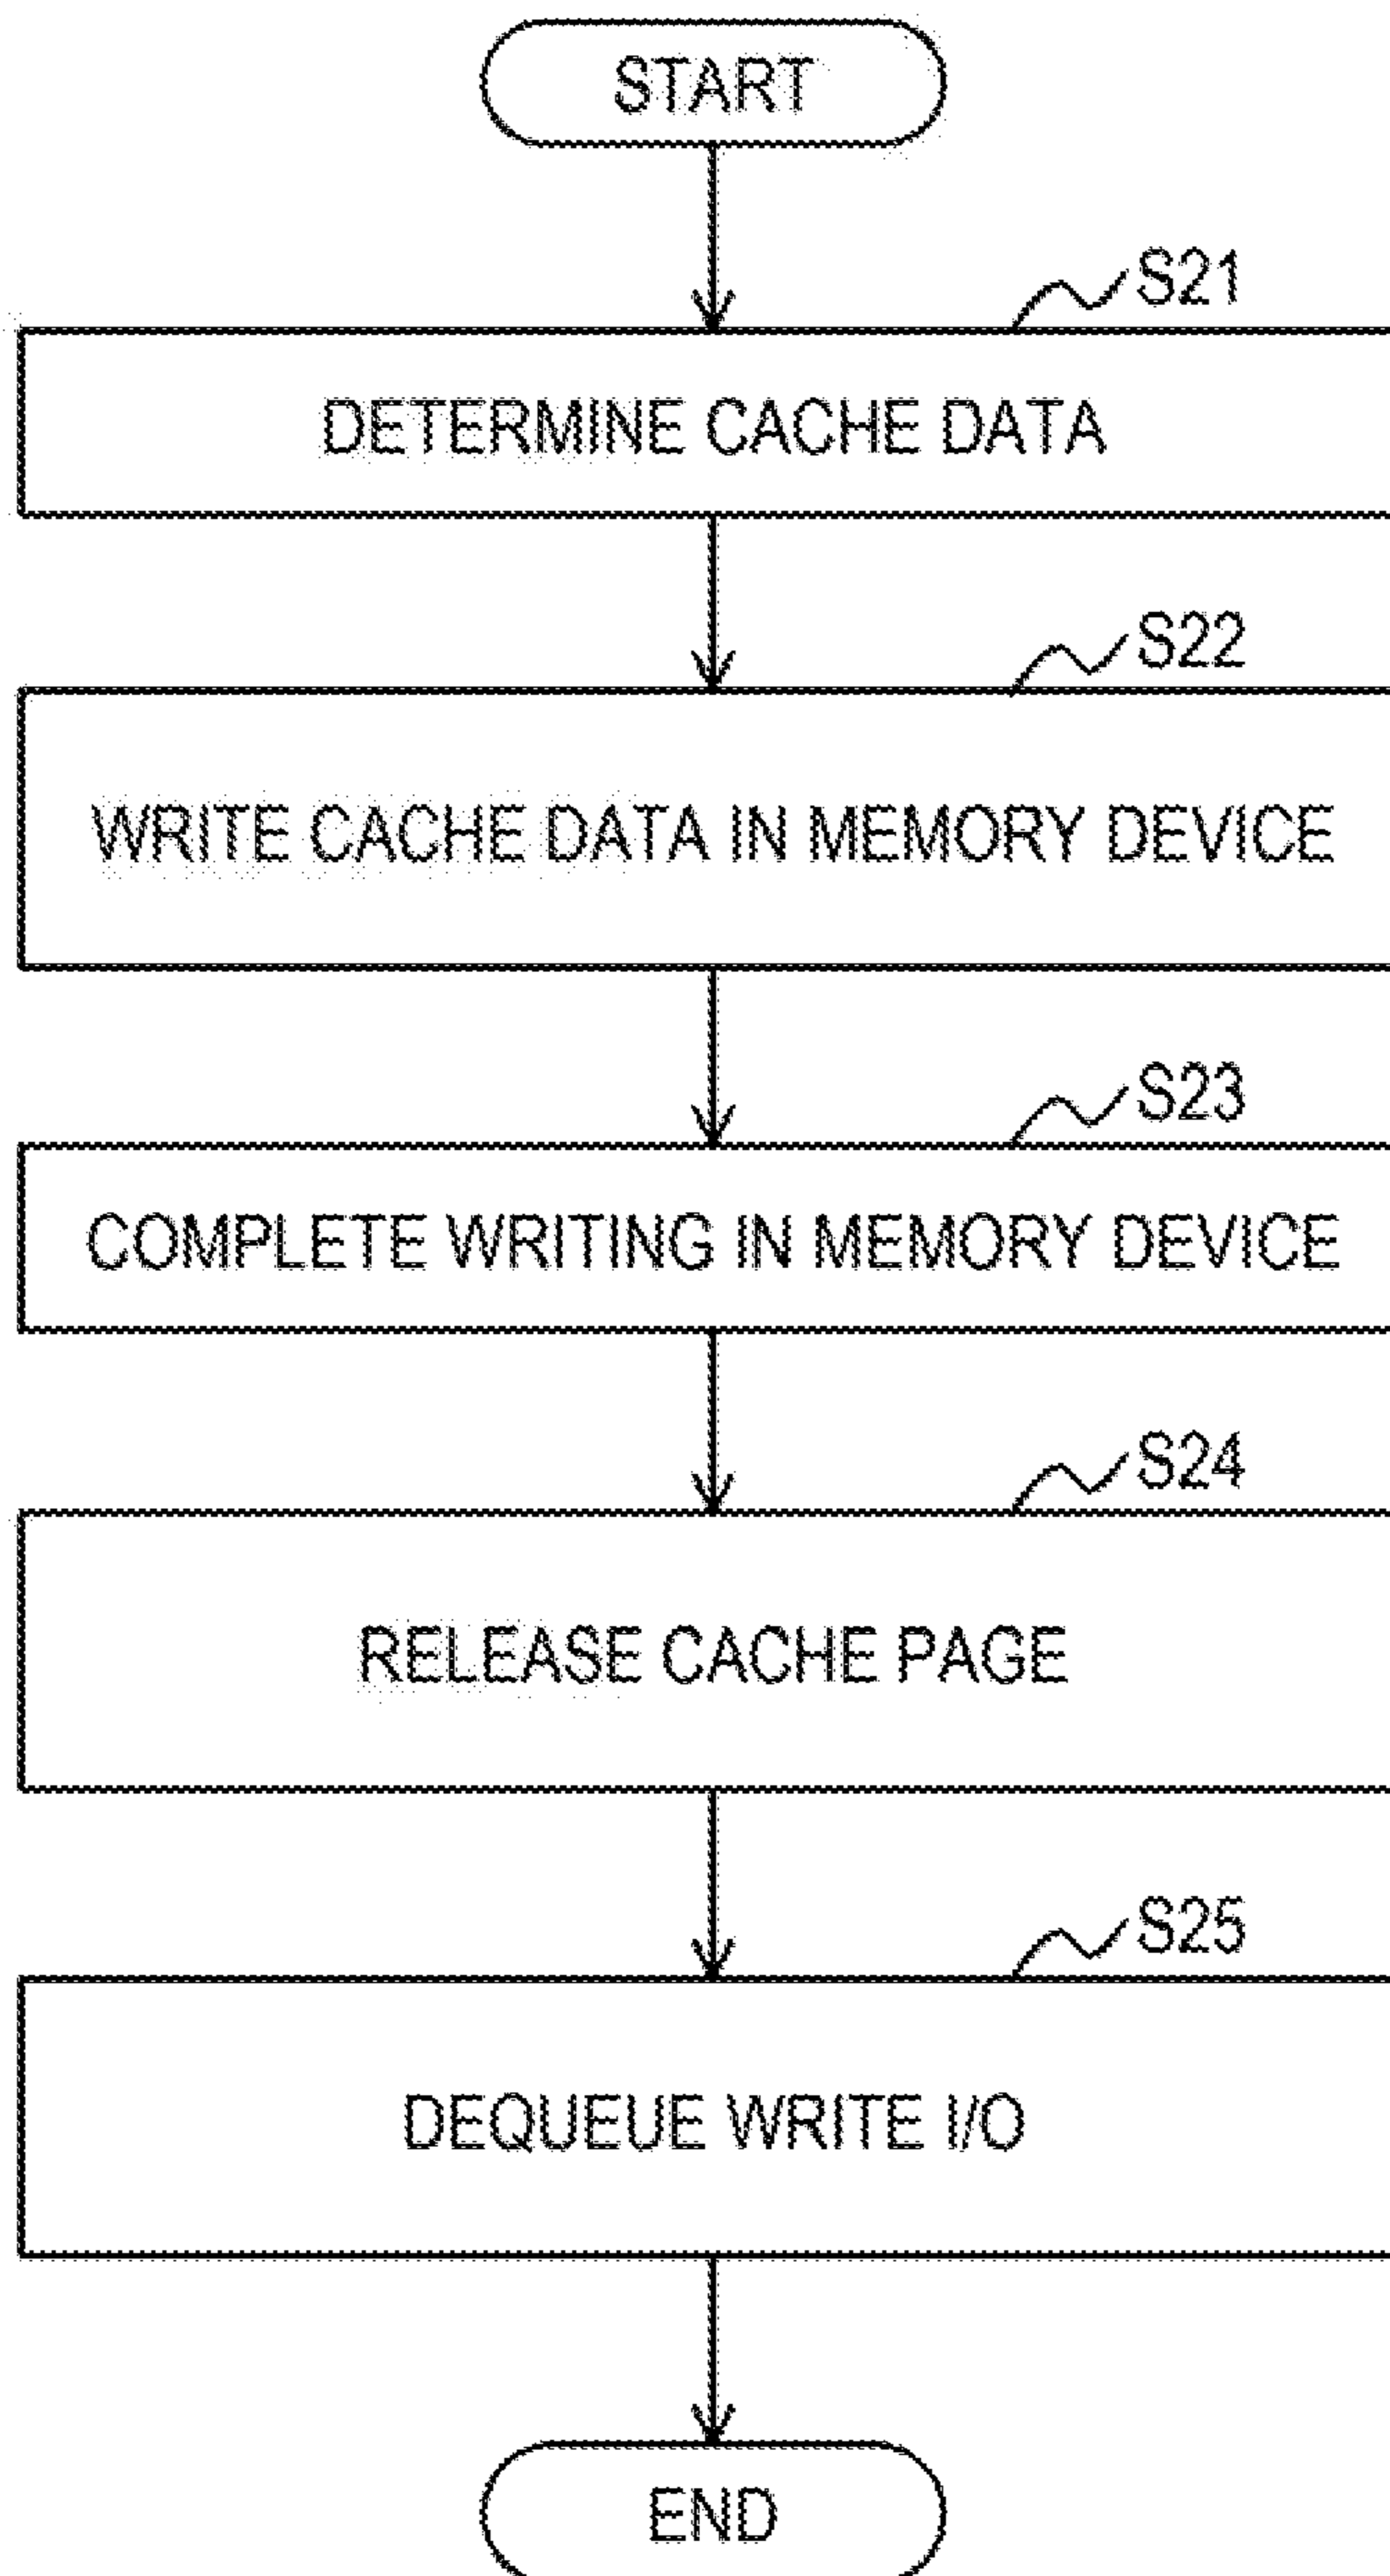 START
S21
DETERMINE CACHE DATA
S22
WRITE CACHE DATA IN MEMORY DEVICE
S23
COMPLETE WRITING IN MEMORY DEVICE
S24
RELEASE CACHE PAGE
S25
DEQUEUE WRITE I/O
END